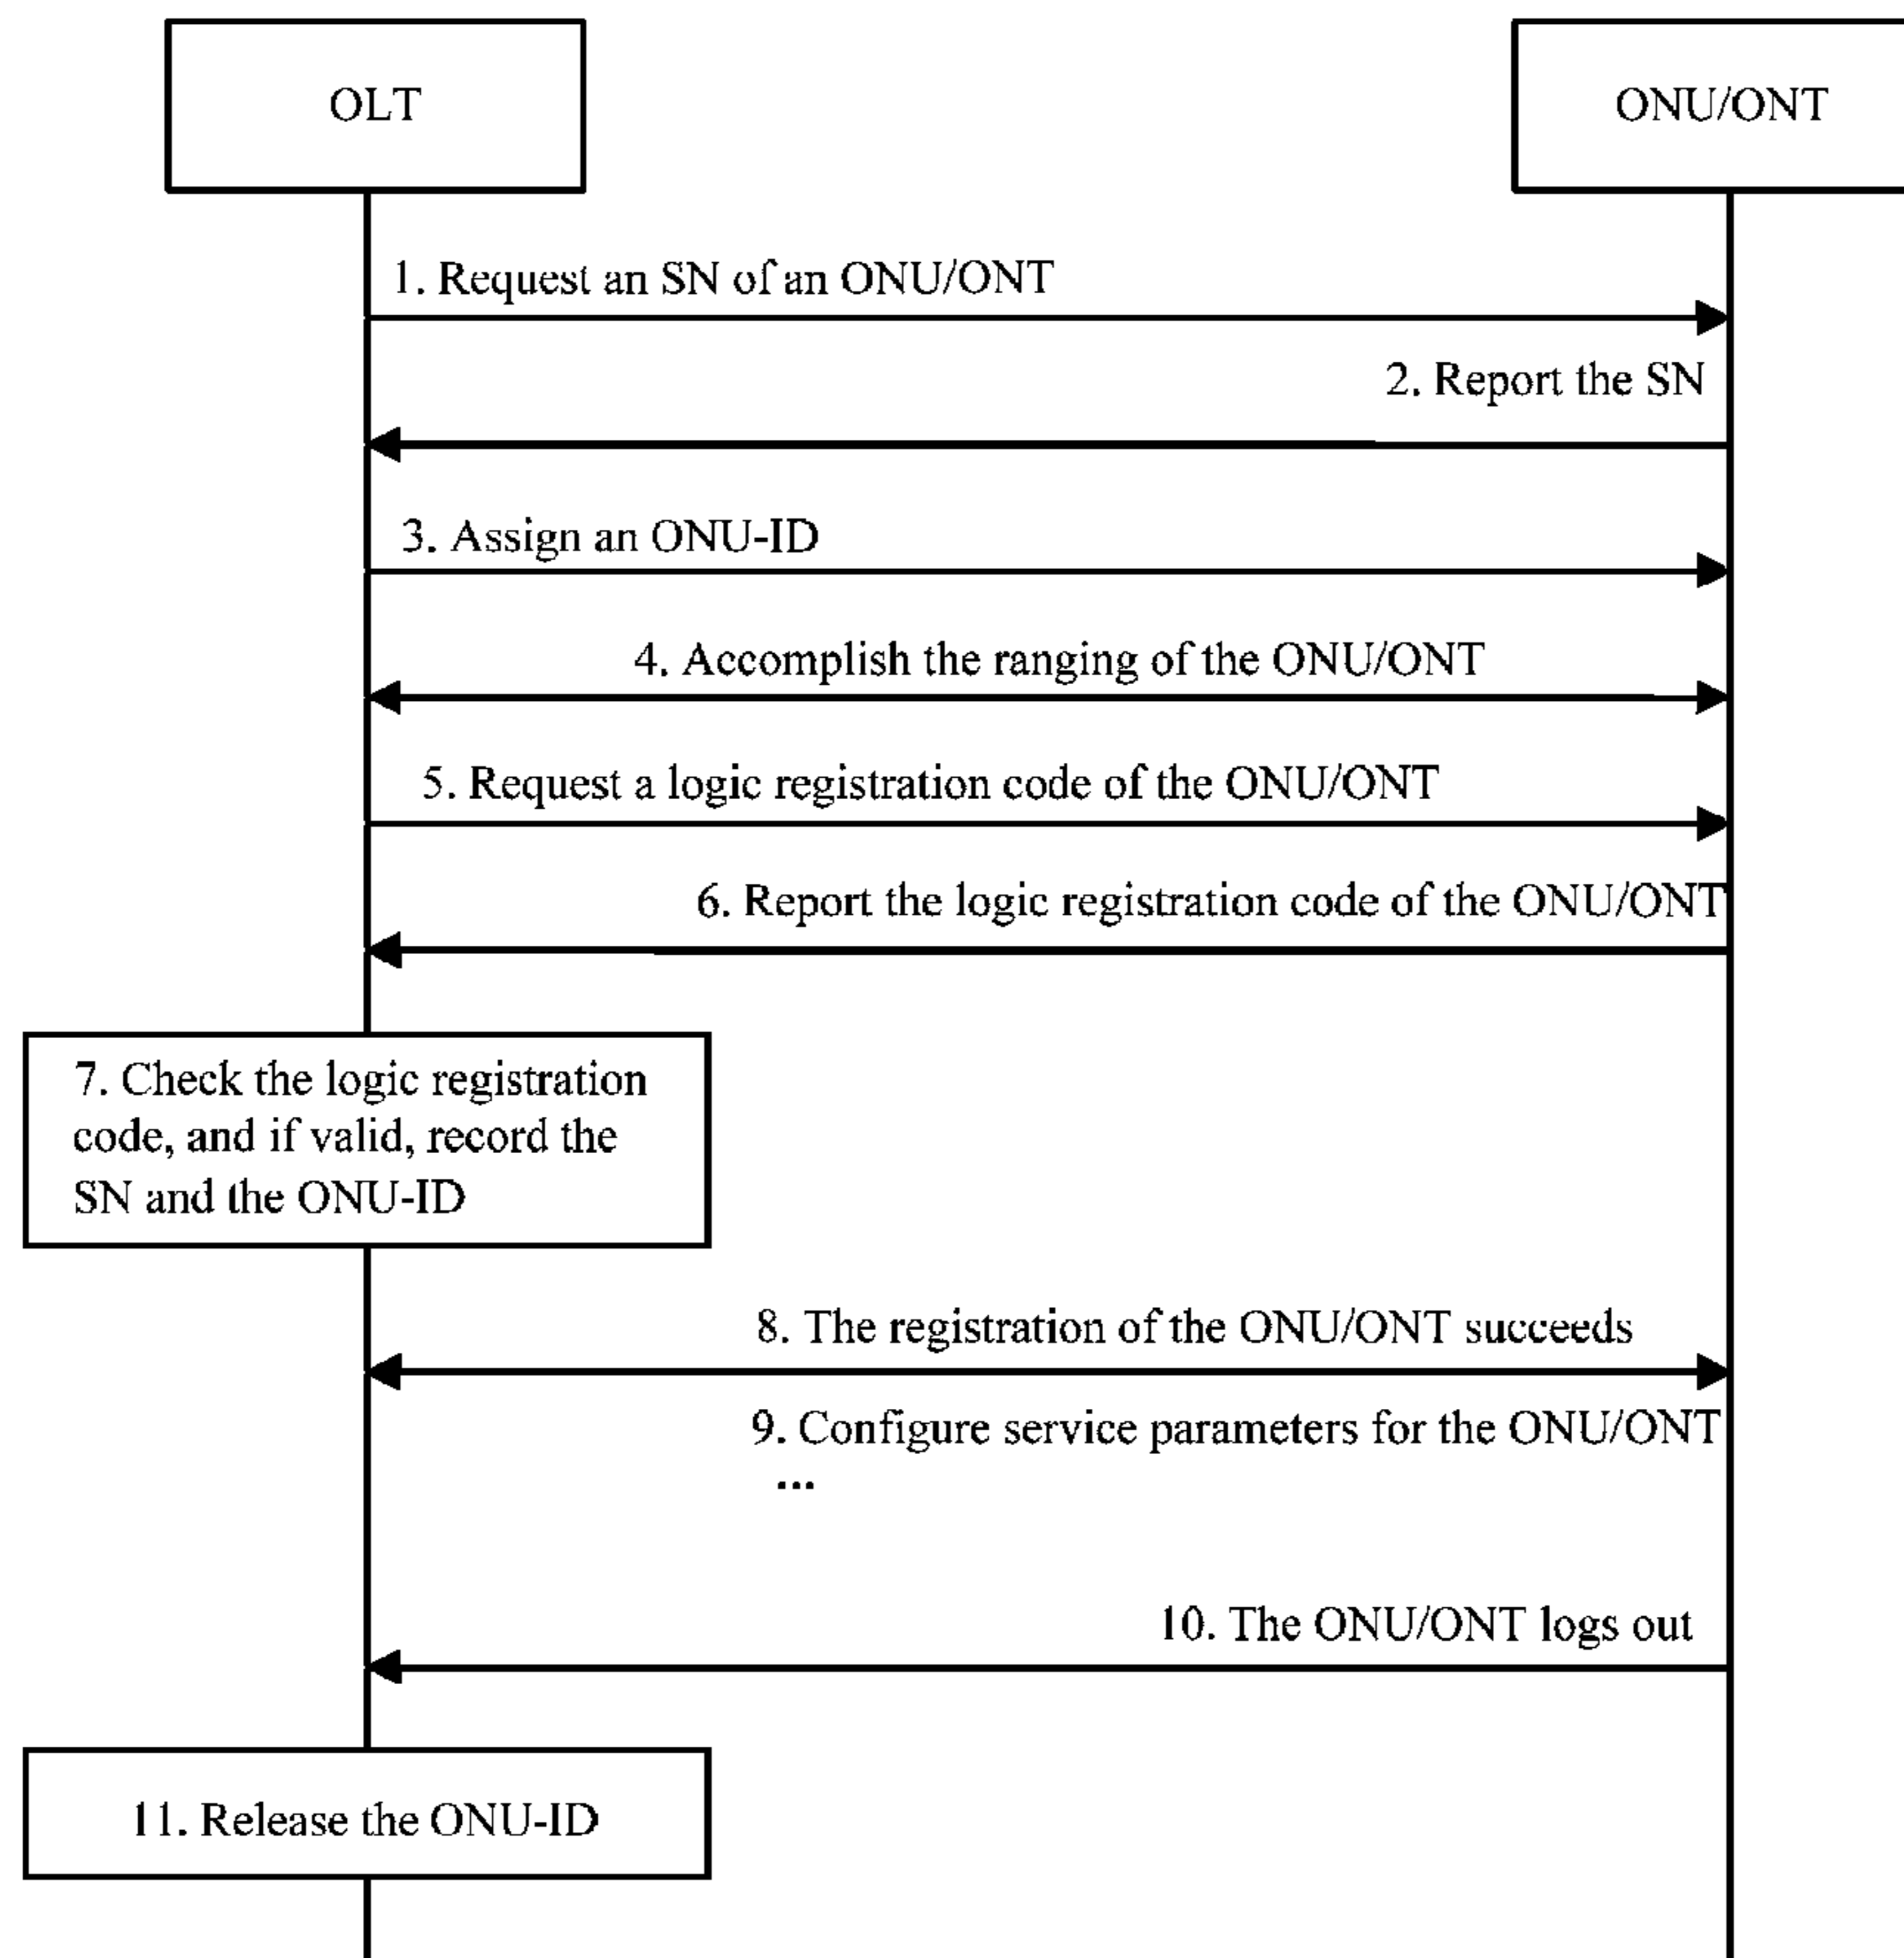 OLT
ONU/ONT
1. Request an SN of an ONU/ONT
2. Report the SN
3. Assign an ONU-ID
4. Accomplish the ranging of the ONU/ONT
5. Request a logic registration code of the ONU/ONT
6. Report the logic registration code of the ONU/ONT
7. Check the logic registration
code, and if valid, record the
SN and the ONU-ID
8. The registration of the ONU/ONT succeeds
9. Configure service parameters for the ONU/ONT
...
10. The ONU/ONT logs out
11. Release the ONU-ID